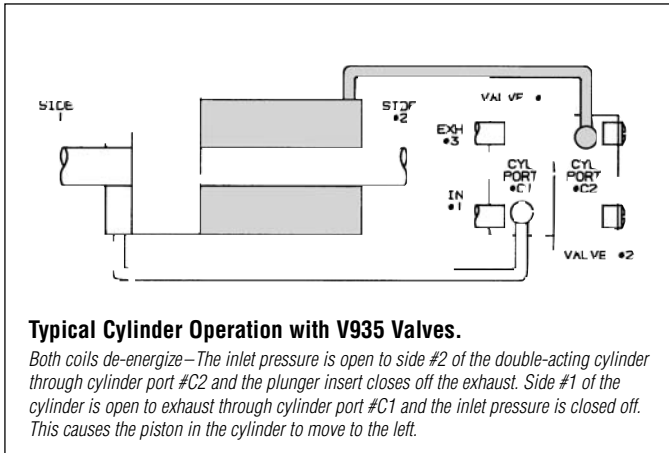 SIDE
1
SIDE
#2
VALVE #
EXH
#3
CYL
PORT
#C1
CYL
PORT
#C2
IN
#1
VALVE #2
Typical Cylinder Operation with V935 Valves.
Both coils de-energize–The inlet pressure is open to side #2 of the double-acting cylinder
through cylinder port #C2 and the plunger insert closes off the exhaust. Side #1 of the
cylinder is open to exhaust through cylinder port #C1 and the inlet pressure is closed off.
This causes the piston in the cylinder to move to the left.